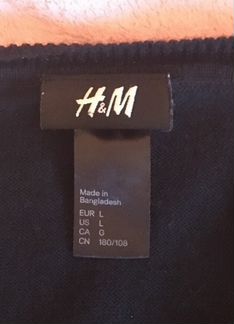 H&M
Made in
Bangladesh
EUR L
US L
CA G
CN 180/108